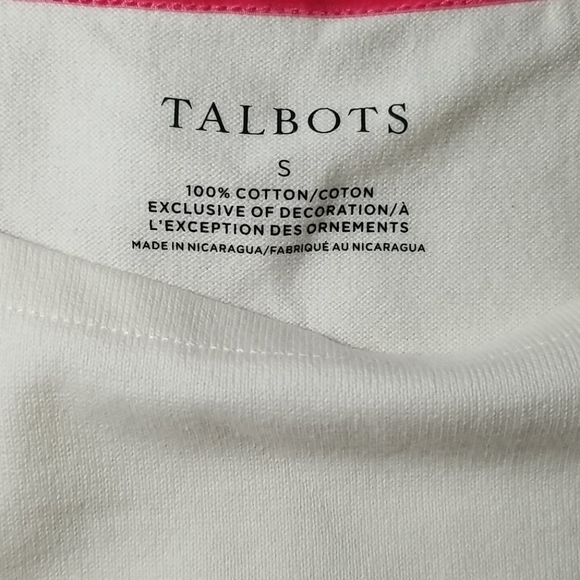 TALBOTS
S
100% COTTON/COTON
EXCLUSIVE OF DECORATION/À
L'EXCEPTION DES ORNEMENTS
MADE IN NICARAGUA/FABRIQUÉ AU NICARAGUA